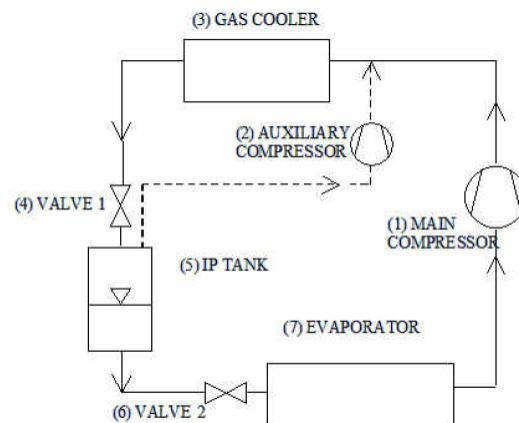 (3) GAS COOLER
(2) AUXILIARY
COMPRESSOR
(4) VALVE 1
(1) MAIN
COMPRESSOR
(5) IP TANK
(7) EVAPORATOR
(6) VALVE 2